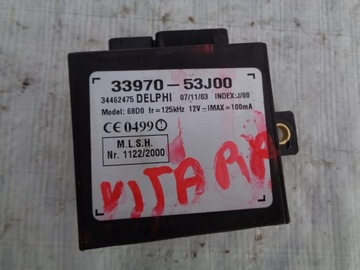 33970-53J00
34462475 DELPHI 07/11/03 INDEX:J/00
Model: 68D0 fr=125kHz 12V⎓IMAX=100mA
CE 0499 !
M.L.S.H.
Nr. 1122/2000
VITARA